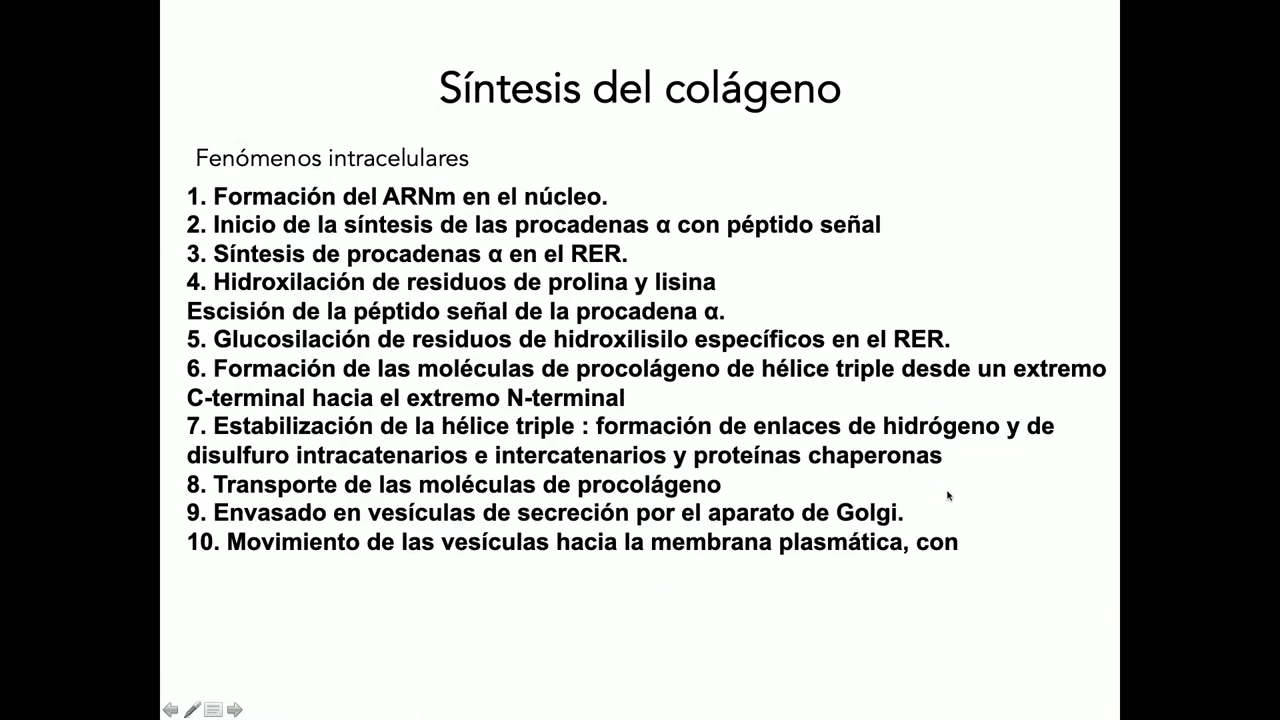 Síntesis del colágeno
Fenómenos intracelulares
1. Formación del ARNm en el núcleo.
2. Inicio de la síntesis de las procadenas α con péptido señal
3. Síntesis de procadenas α en el RER.
4. Hidroxilación de residuos de prolina y lisina
Escisión de la péptido señal de la procadena α.
5. Glucosilación de residuos de hidroxilisilo específicos en el RER.
6. Formación de las moléculas de procolágeno de hélice triple desde un extremo
C-terminal hacia el extremo N-terminal
7. Estabilización de la hélice triple : formación de enlaces de hidrógeno y de
disulfuro intracatenarios e intercatenarios y proteínas chaperonas
8. Transporte de las moléculas de procolágeno
9. Envasado en vesículas de secreción por el aparato de Golgi.
10. Movimiento de las vesículas hacia la membrana plasmática, con